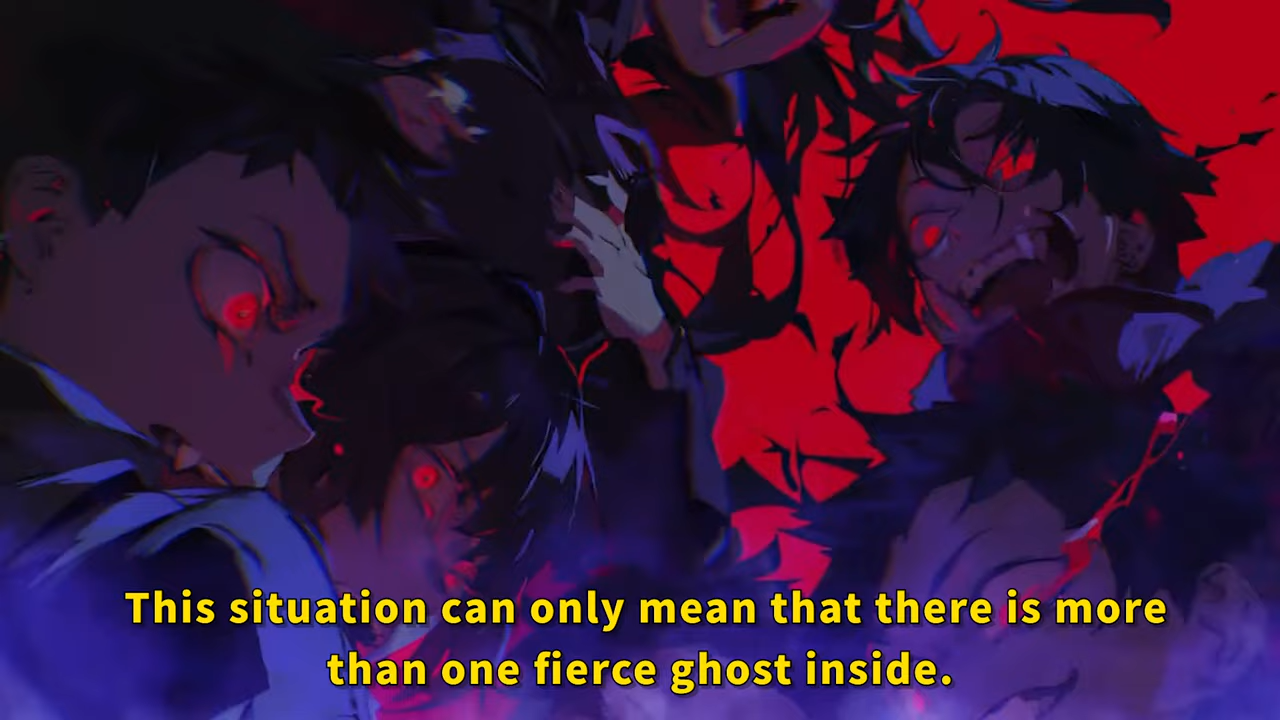 This situation can only mean that there is more
than one fierce ghost inside.